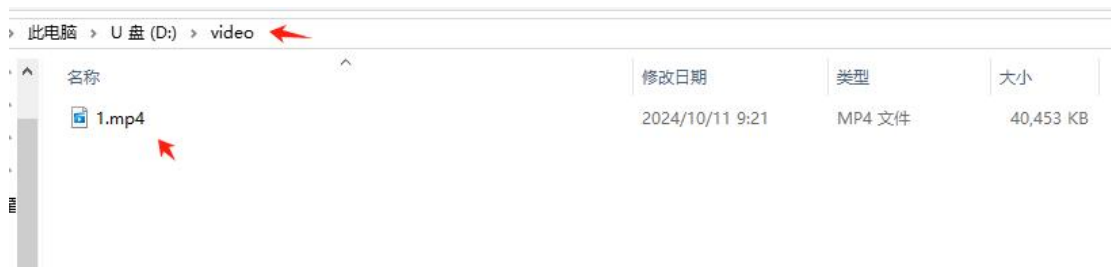 此电脑 › U 盘 (D:) › video
名称 修改日期 类型 大小
1.mp4 2024/10/11 9:21 MP4 文件 40,453 KB